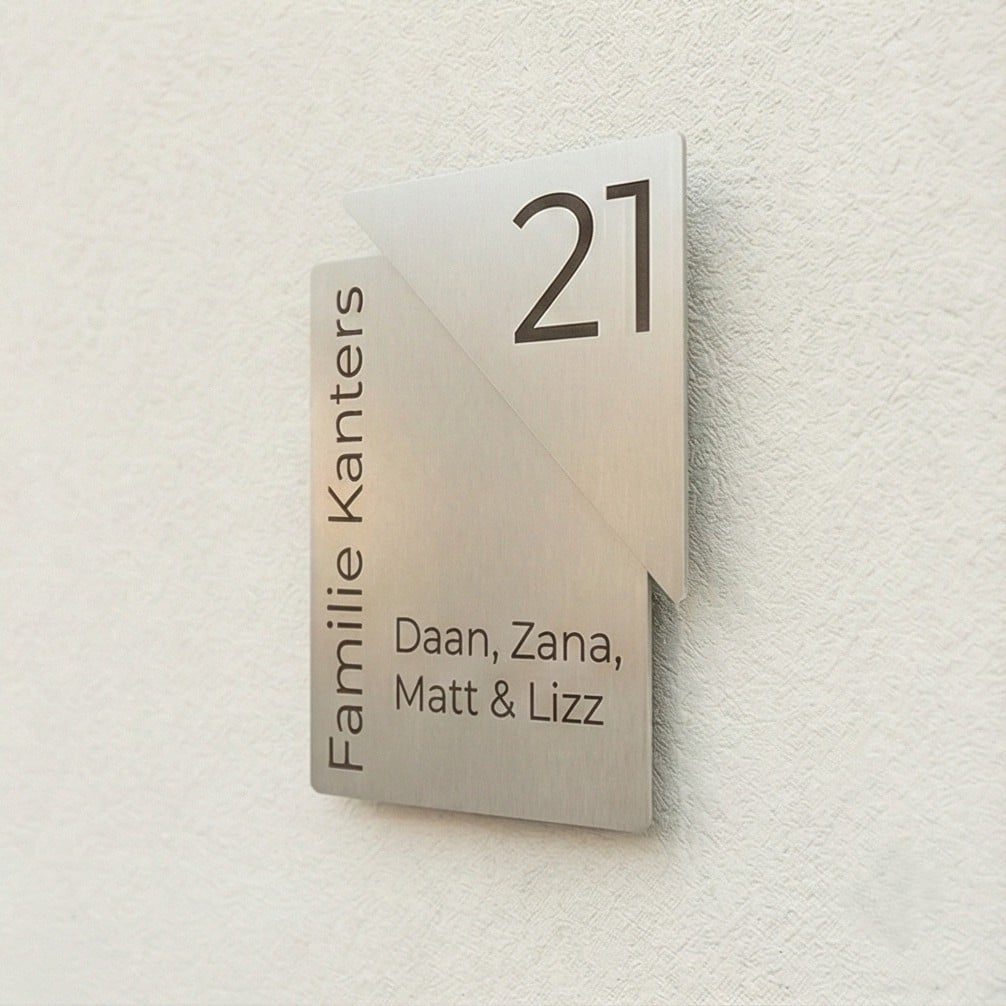 21
Familie Kanters
Daan, Zana,
Matt & Lizz